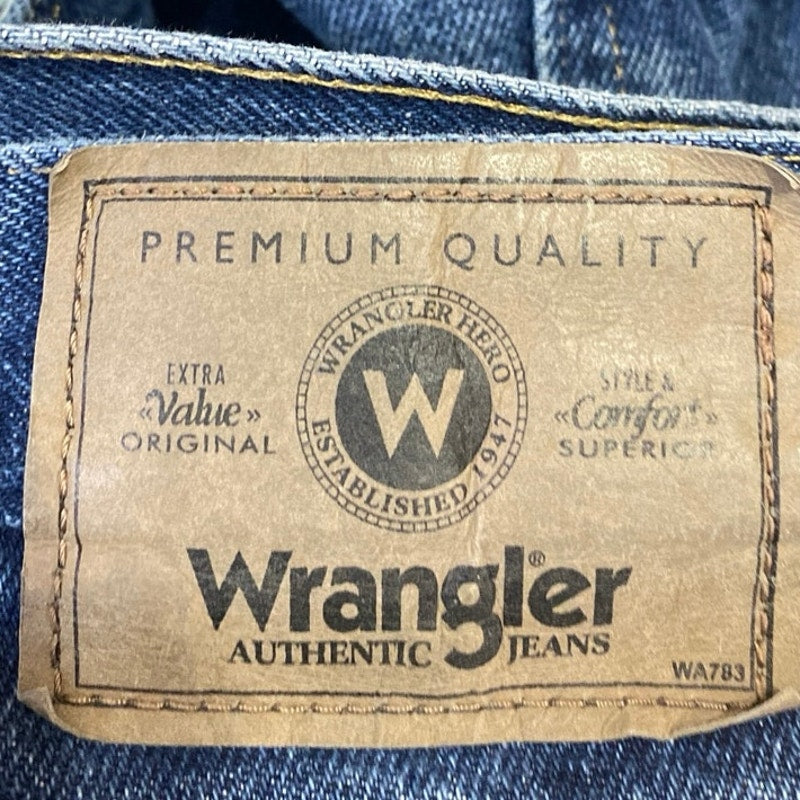 PREMIUM QUALITY
WRANGLER HERO
W
ESTABLISHED 1947
EXTRA
«Value»
ORIGINAL
STYLE &
«Comfort»
SUPERIOR
Wrangler®
AUTHENTIC JEANS
WA783